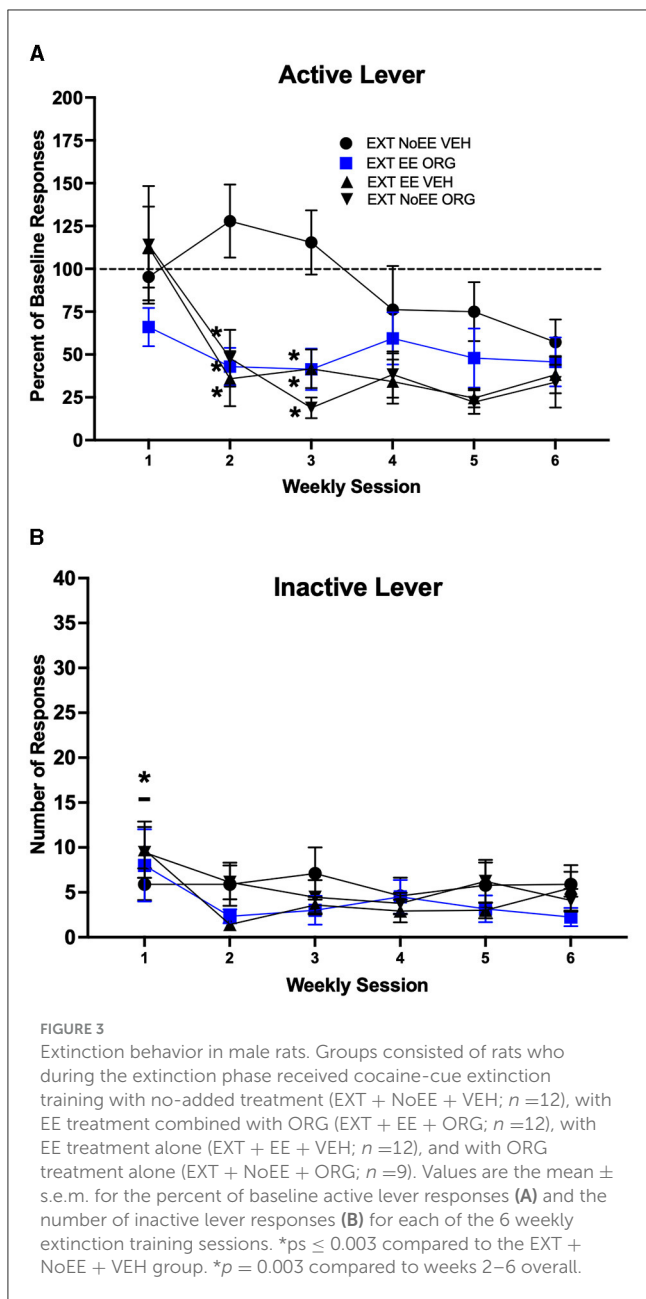 A
Active Lever
200
175
150
125
100
75
50
25
0
Percent of Baseline Responses
EXT NoEE VEH
EXT EE ORG
EXT EE VEH
EXT NoEE ORG
*
*
*
*
*
*
1 2 3 4 5 6
Weekly Session
B
Inactive Lever
40
35
30
25
20
15
10
5
0
Number of Responses
*
1 2 3 4 5 6
Weekly Session
FIGURE 3
Extinction behavior in male rats. Groups consisted of rats who
during the extinction phase received cocaine-cue extinction
training with no-added treatment (EXT + NoEE + VEH; n =12), with
EE treatment combined with ORG (EXT + EE + ORG; n =12), with
EE treatment alone (EXT + EE + VEH; n =12), and with ORG
treatment alone (EXT + NoEE + ORG; n =9). Values are the mean ±
s.e.m. for the percent of baseline active lever responses (A) and the
number of inactive lever responses (B) for each of the 6 weekly
extinction training sessions. *ps ≤ 0.003 compared to the EXT +
NoEE + VEH group. *p = 0.003 compared to weeks 2–6 overall.